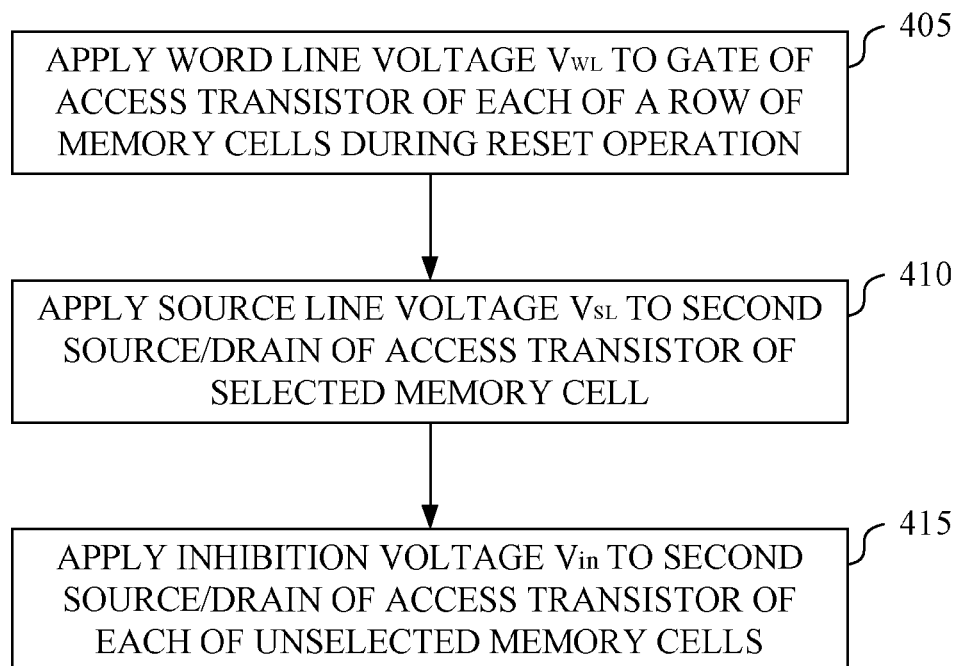 405
APPLY WORD LINE VOLTAGE VWL TO GATE OF
ACCESS TRANSISTOR OF EACH OF A ROW OF
MEMORY CELLS DURING RESET OPERATION
410
APPLY SOURCE LINE VOLTAGE VSL TO SECOND
SOURCE/DRAIN OF ACCESS TRANSISTOR OF
SELECTED MEMORY CELL
415
APPLY INHIBITION VOLTAGE Vin TO SECOND
SOURCE/DRAIN OF ACCESS TRANSISTOR OF
EACH OF UNSELECTED MEMORY CELLS